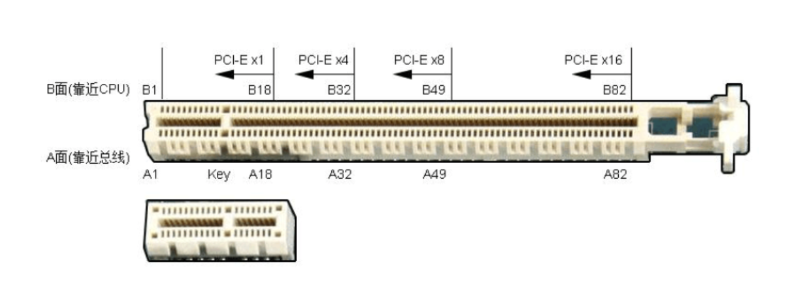 PCI-E x1 PCI-E x4 PCI-E x8 PCI-E x16
B面(靠近CPU) B1 B18 B32 B49 B82
A面(靠近总线)
A1 Key A18 A32 A49 A82